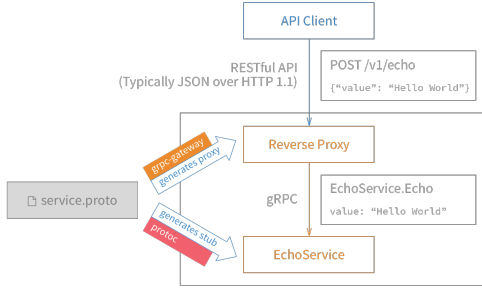 API Client
RESTful API
(Typically JSON over HTTP 1.1)
POST /v1/echo
{"value": "Hello World"}
grpc-gateway
generates proxy
Reverse Proxy
service.proto
gRPC
EchoService.Echo
value: "Hello World"
generates stub
protoc
EchoService